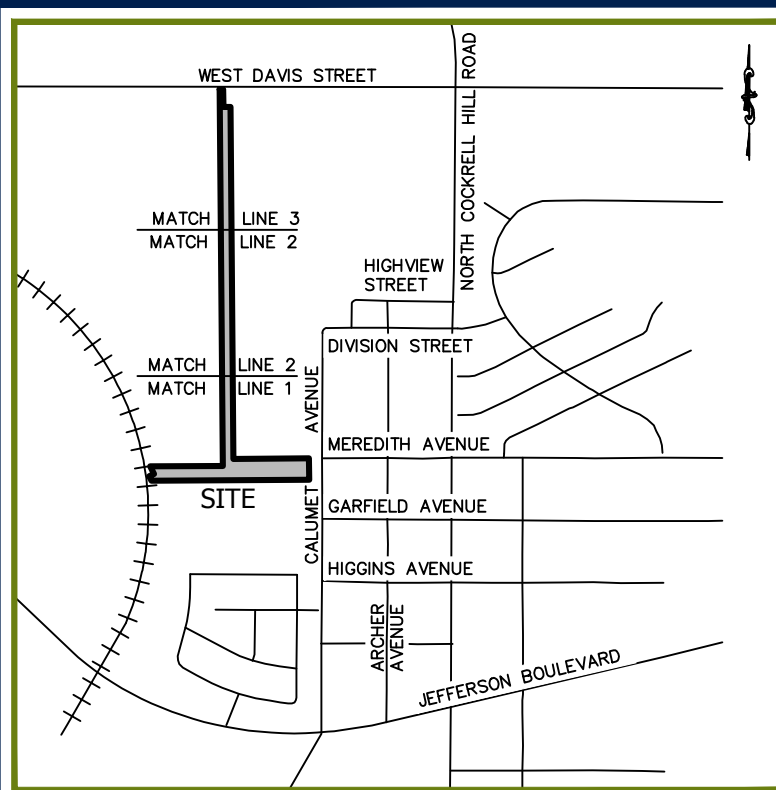 WEST DAVIS STREET
NORTH COCKRELL HILL ROAD
MATCH LINE 3
MATCH LINE 2
HIGHVIEW
STREET
DIVISION STREET
MATCH LINE 2
MATCH LINE 1
CALUMET AVENUE
MEREDITH AVENUE
SITE
GARFIELD AVENUE
HIGGINS AVENUE
ARCHER
AVENUE
JEFFERSON BOULEVARD